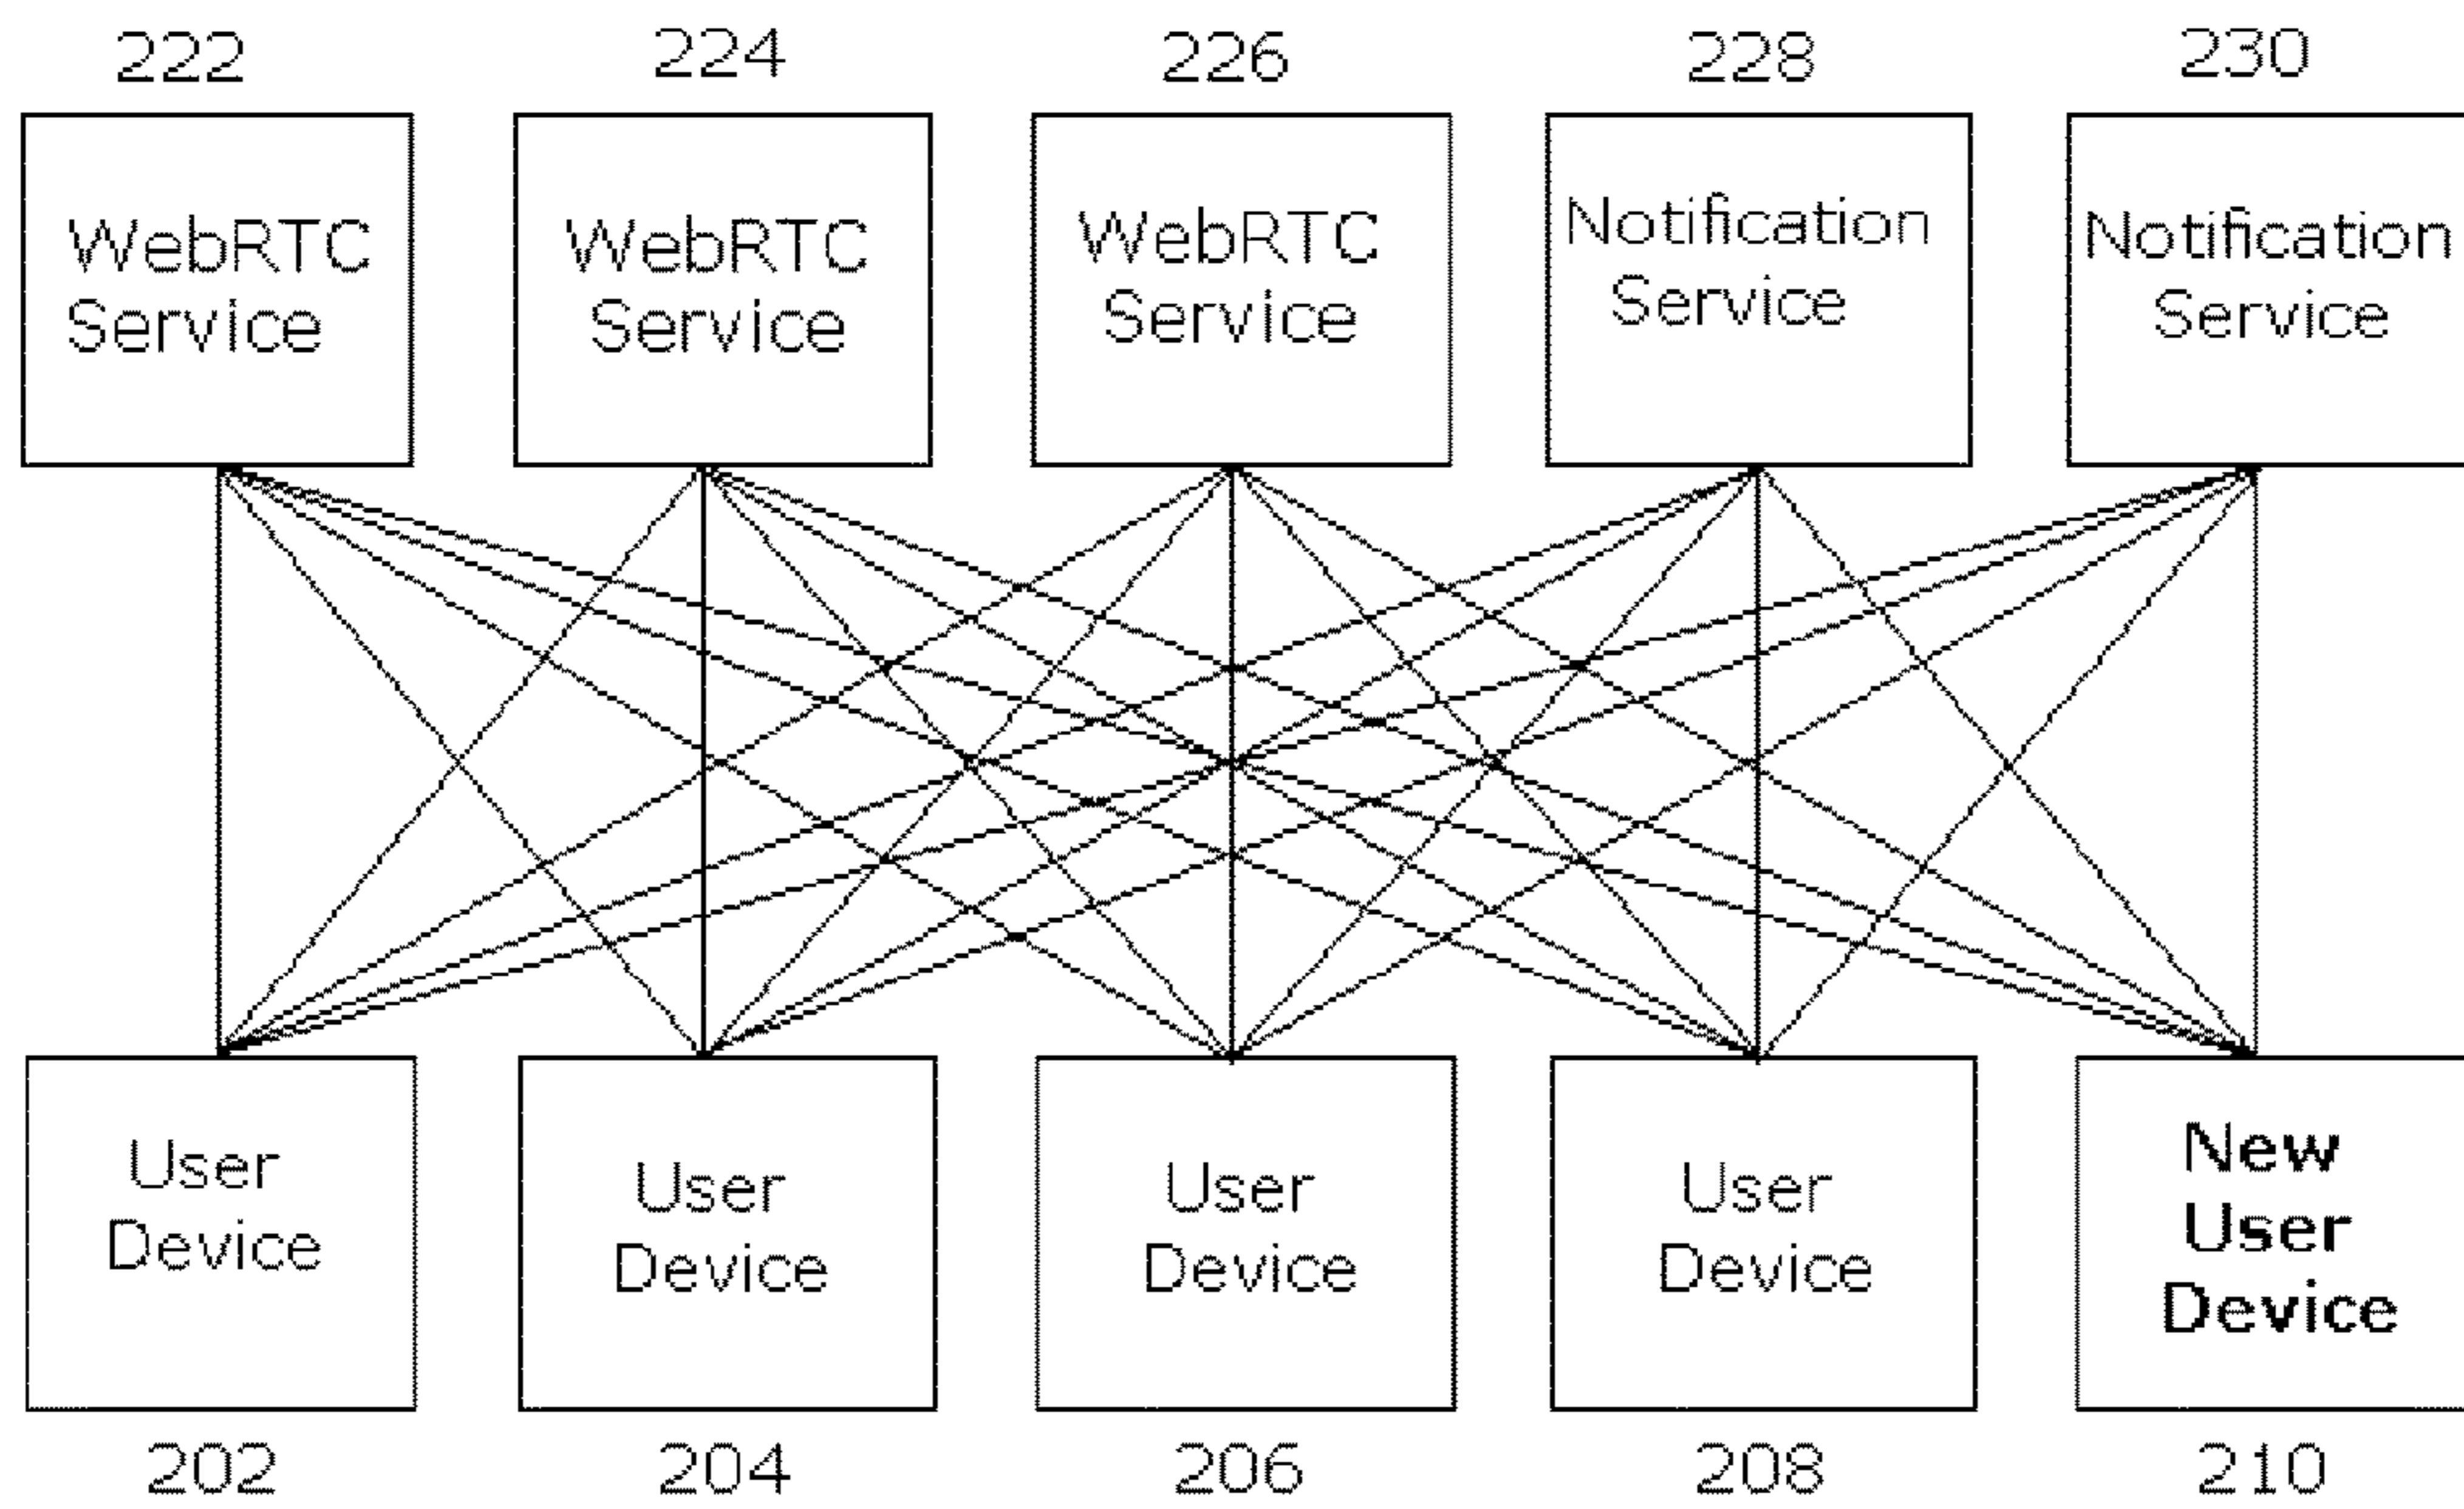 222
224
226
228
230
WebRTC
Service
WebRTC
Service
WebRTC
Service
Notification
Service
Notification
Service
User
Device
User
Device
User
Device
User
Device
New
User
Device
202
204
206
208
210